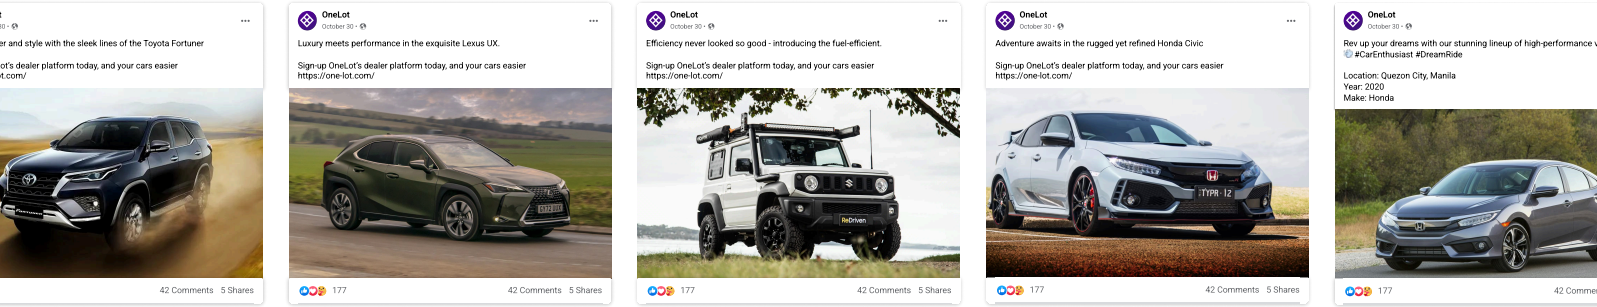 er and style with the sleek lines of the Toyota Fortuner
ot's dealer platform today, and your cars easier
ot.com/
FORTUNER
42 Comments 5 Shares
OneLot
October 30 •
Luxury meets performance in the exquisite Lexus UX.
Sign-up OneLot's dealer platform today, and your cars easier
https://one-lot.com/
177
42 Comments 5 Shares
OneLot
October 30 •
Efficiency never looked so good - introducing the fuel-efficient.
Sign-up OneLot's dealer platform today, and your cars easier
https://one-lot.com/
ReDriven
177
42 Comments 5 Shares
OneLot
October 30 •
Adventure awaits in the rugged yet refined Honda Civic
Sign-up OneLot's dealer platform today, and your cars easier
https://one-lot.com/
TYPR·12
177
42 Comments 5 Shares
OneLot
October 30 •
Rev up your dreams with our stunning lineup of high-performance v
#CarEnthusiast #DreamRide
Location: Quezon City, Manila
Year: 2020
Make: Honda
177
42 Comme